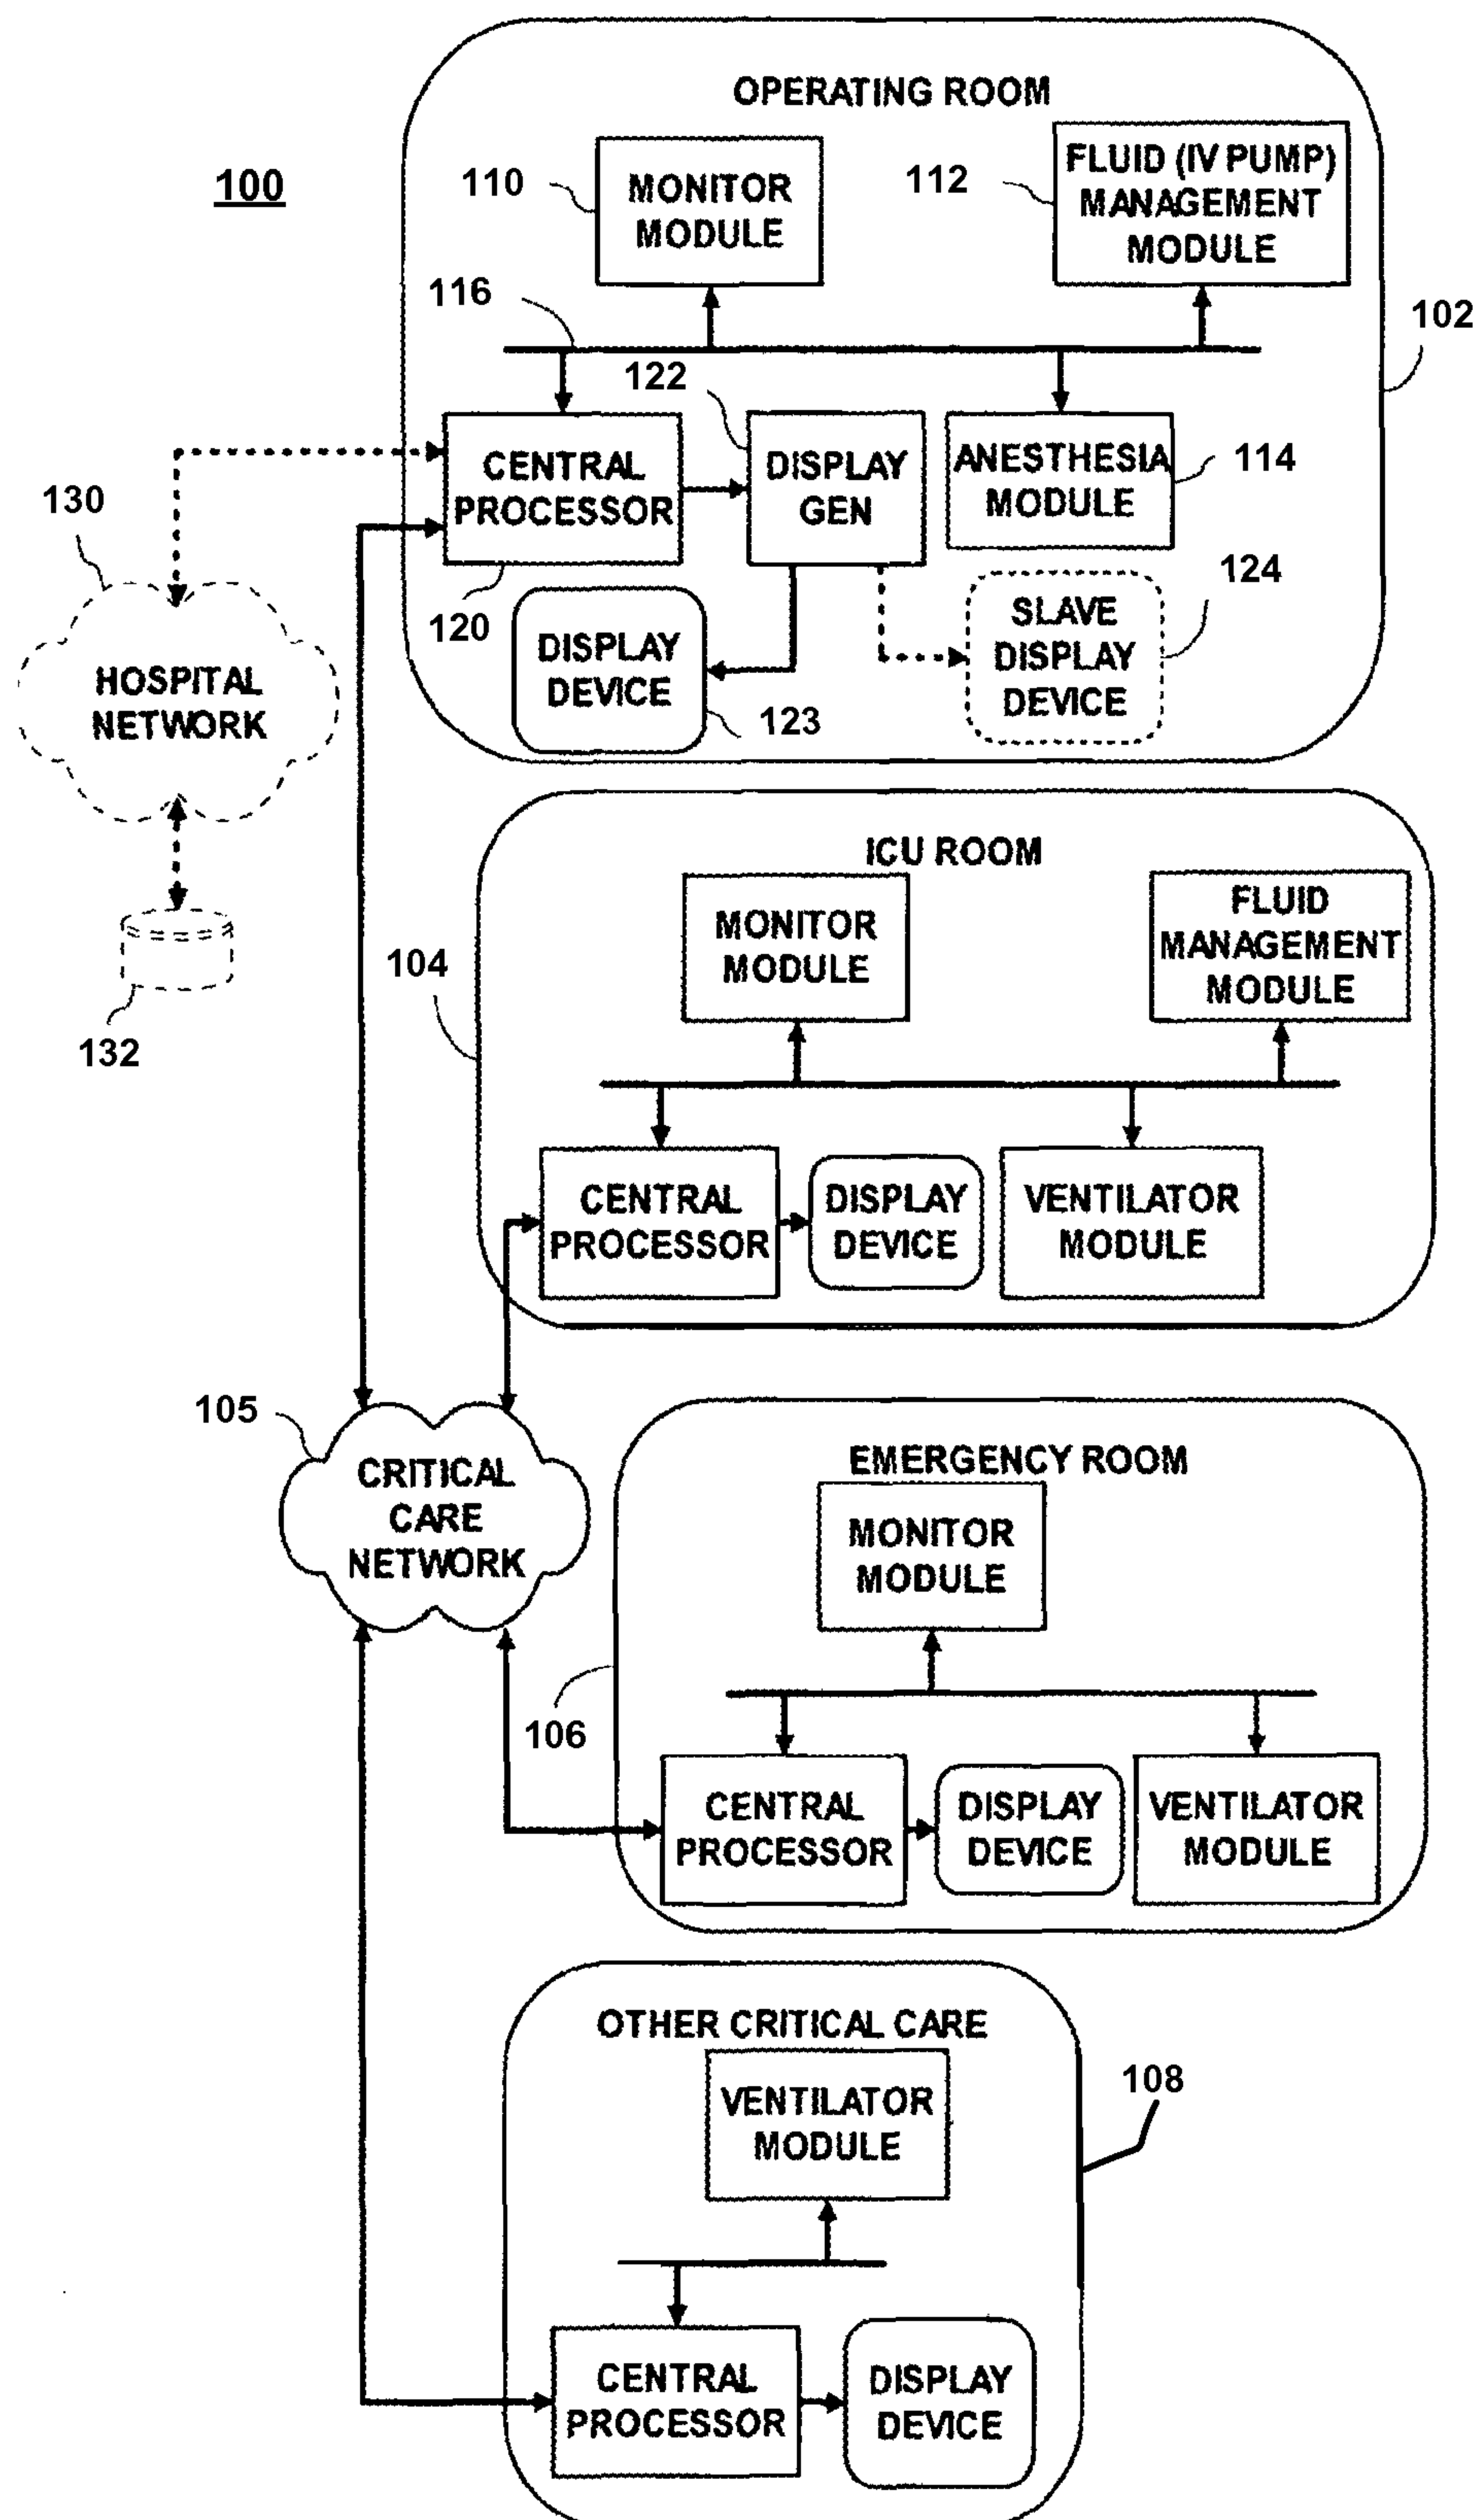 OPERATING ROOM
100
110
MONITOR
MODULE
112
FLUID (IV PUMP)
MANAGEMENT
MODULE
116
102
122
CENTRAL
PROCESSOR
DISPLAY
GEN
ANESTHESIA
MODULE
114
130
120
124
HOSPITAL
NETWORK
DISPLAY
DEVICE
123
SLAVE
DISPLAY
DEVICE
132
ICU ROOM
104
MONITOR
MODULE
FLUID
MANAGEMENT
MODULE
CENTRAL
PROCESSOR
DISPLAY
DEVICE
VENTILATOR
MODULE
105
CRITICAL
CARE
NETWORK
EMERGENCY ROOM
MONITOR
MODULE
106
CENTRAL
PROCESSOR
DISPLAY
DEVICE
VENTILATOR
MODULE
OTHER CRITICAL CARE
108
VENTILATOR
MODULE
CENTRAL
PROCESSOR
DISPLAY
DEVICE